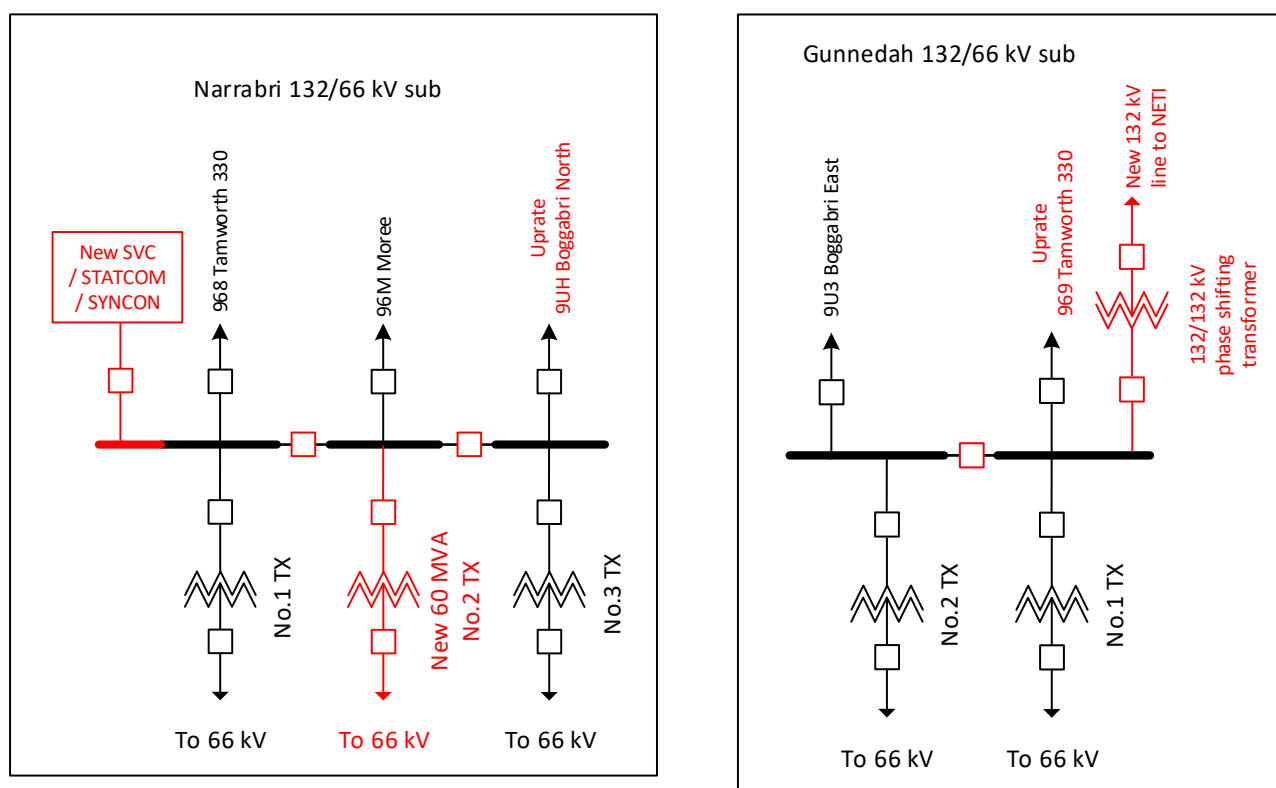 Narrabri 132/66 kV sub
New SVC
/ STATCOM
/ SYNCON
968 Tamworth 330
96M Moree
Uprate
9UH Boggabri North
No.1 TX
New 60 MVA
No.2 TX
No.3 TX
To 66 kV
To 66 kV
To 66 kV
Gunnedah 132/66 kV sub
9U3 Boggabri East
Uprate
969 Tamworth 330
New 132 kV
line to NETI
132/132 kV
phase shifting
transformer
No.2 TX
No.1 TX
To 66 kV
To 66 kV